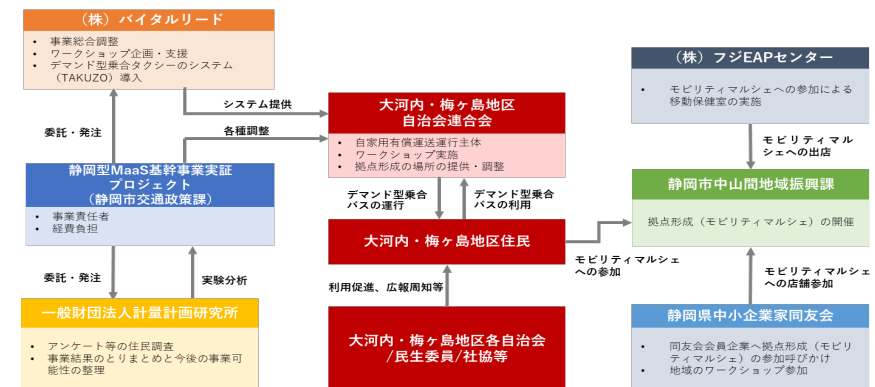 （株）バイタルリード
• 事業総合調整
• ワークショップ企画・支援
• デマンド型乗合タクシーのシステム
（TAKUZO）導入
システム提供
委託・発注
各種調整
静岡型MaaS基幹事業実証
プロジェクト
（静岡市交通政策課）
• 事業責任者
• 経費負担
委託・発注
実験分析
一般財団法人計量計画研究所
• アンケート等の住民調査
• 事業結果のとりまとめと今後の事業可
能性の整理
大河内・梅ヶ島地区
自治会連合会
• 自家用有償運送運行主体
• ワークショップ実施
• 拠点形成の場所の提供・調整
デマンド型乗合
バスの運行
デマンド型乗合
バスの利用
大河内・梅ヶ島地区住民
モビリティマルシェ
への参加
利用促進、広報周知等
大河内・梅ヶ島地区各自治会
/民生委員/社協等
（株）フジEAPセンター
• モビリティマルシェへの参加による
移動保健室の実施
モビリティマル
シェへの出店
静岡市中山間地域振興課
拠点形成（モビリティマルシェ）の開催
モビリティマルシェ
への店舗参加
静岡県中小企業家同友会
• 同友会会員企業へ拠点形成（モビリ
ティマルシェ）の参加呼びかけ
• 地域のワークショップ参加